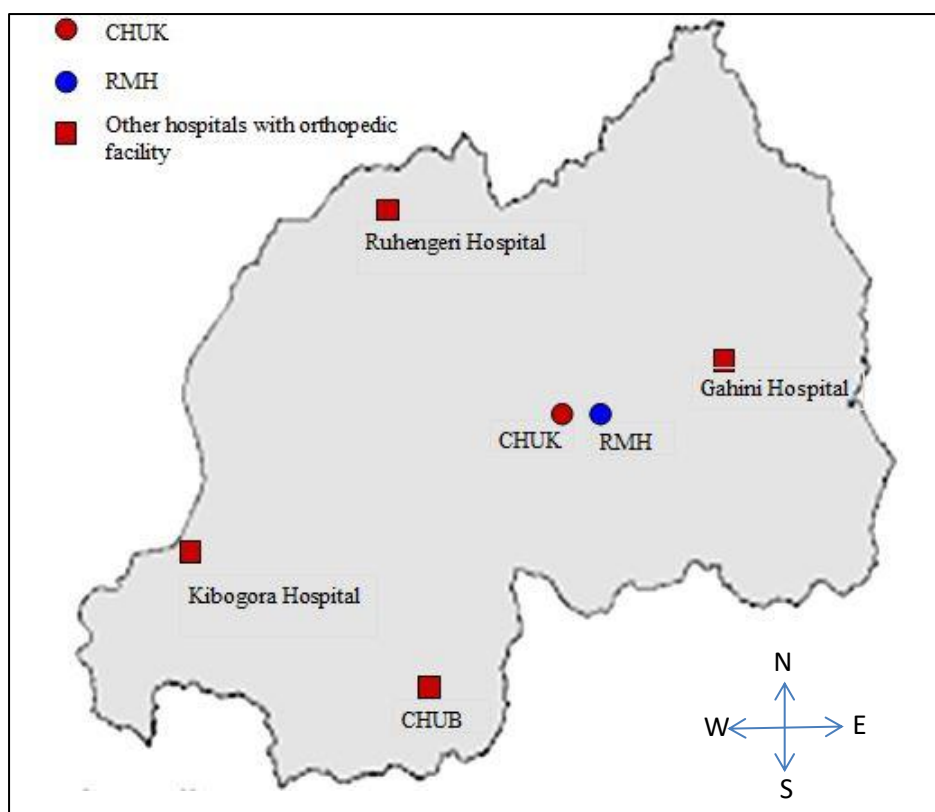 CHUK
RMH
Other hospitals with orthopedic
facility
Ruhengeri Hospital
Gahini Hospital
CHUK
RMH
Kibogora Hospital
CHUB
N
W
E
S